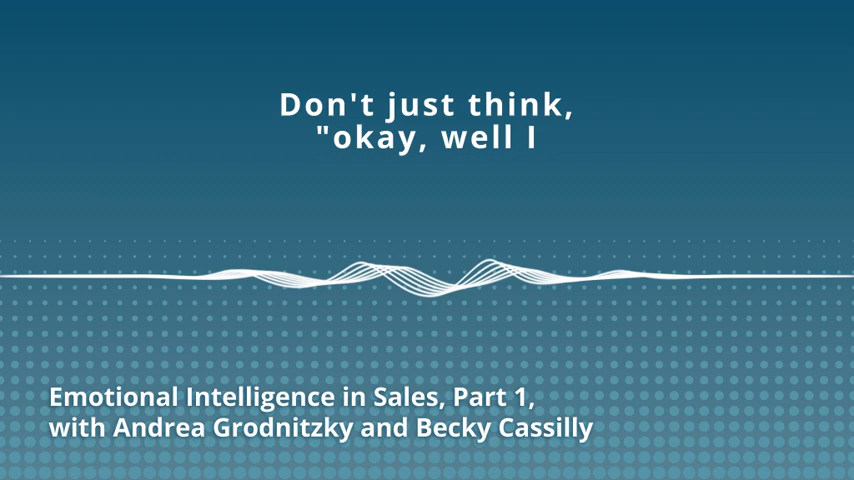 Don't just think,
"okay, well I
Emotional Intelligence in Sales, Part 1,
with Andrea Grodnitzky and Becky Cassilly